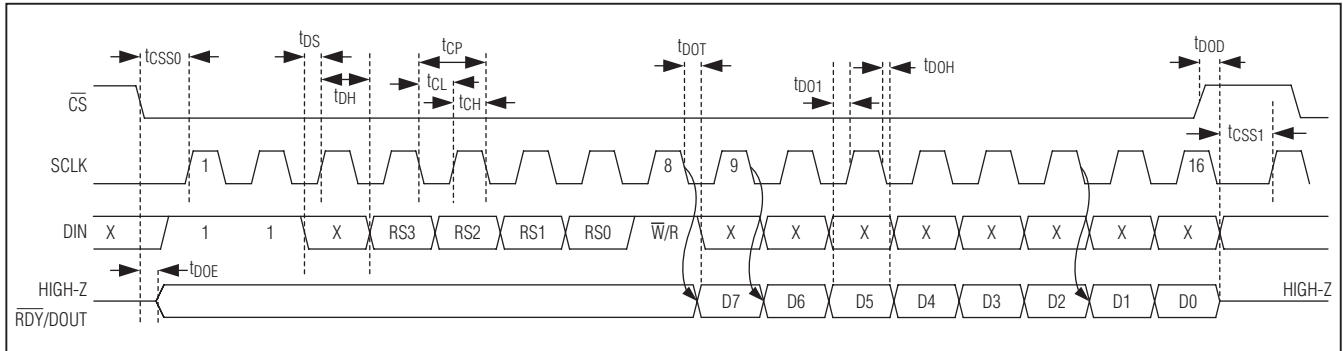 tCSS0 tDS tDH tCP tCL tCH tDOT tDO1 tDOH tDOD tCSS1
CS
SCLK 1 8 9 16
DIN X 1 1 X RS3 RS2 RS1 RS0 W/R X X X X X X X X
tDOE
HIGH-Z D7 D6 D5 D4 D3 D2 D1 D0 HIGH-Z
RDY/DOUT